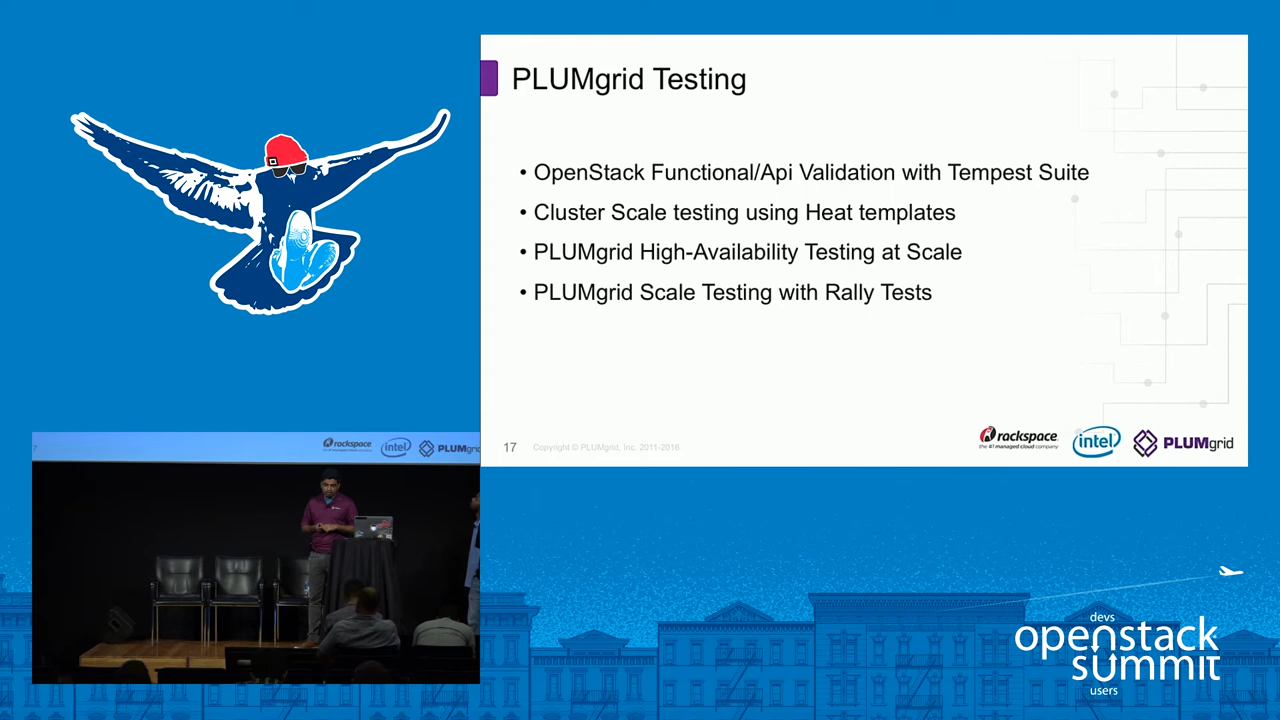 PLUMgrid Testing
• OpenStack Functional/Api Validation with Tempest Suite
• Cluster Scale testing using Heat templates
• PLUMgrid High-Availability Testing at Scale
• PLUMgrid Scale Testing with Rally Tests
17
Copyright © PLUMgrid, Inc. 2011-2016
rackspace.
the #1 managed cloud company
intel
PLUMgrid
7
rackspace
intel
PLUMgrid
devs
openstack
summit
users